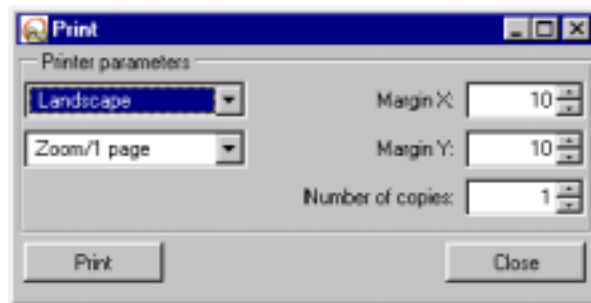 Print
Printer parameters
Landscape Margin X: 10
Zoom/1 page Margin Y: 10
Number of copies: 1
Print Close